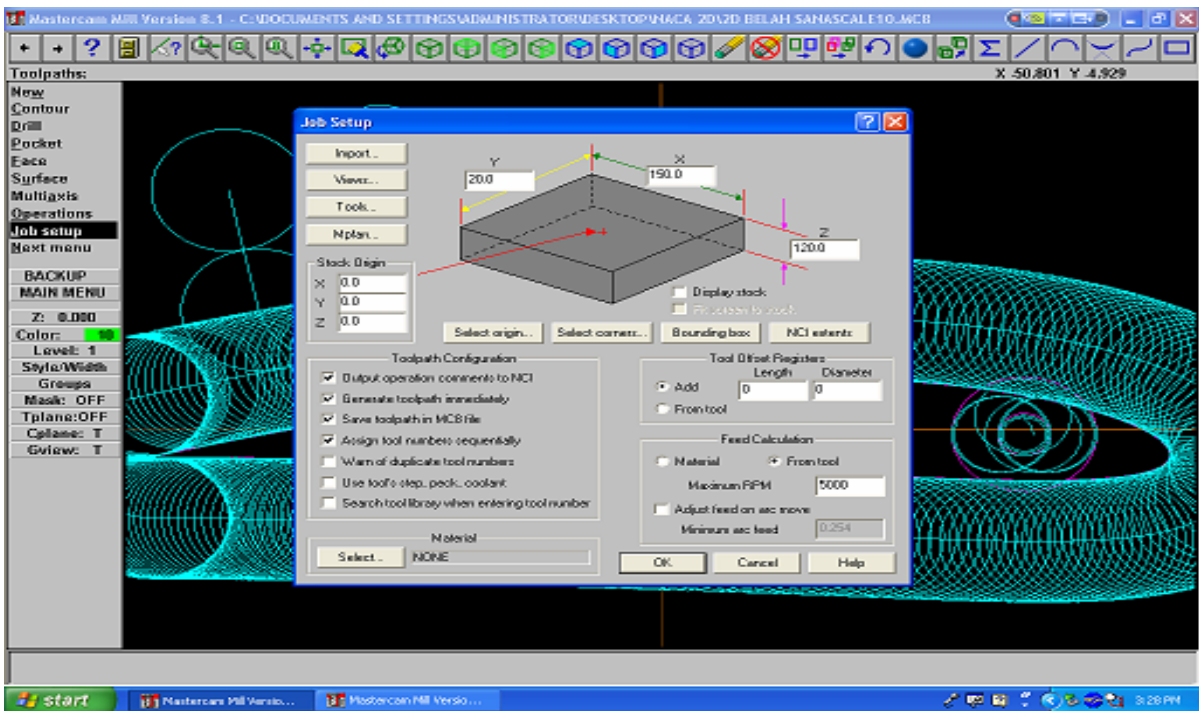 Mastercam Mill Version 8.1 - C:\DOCUMENTS AND SETTINGS\ADMINISTRATOR\DESKTOP\NACA 2D\2D BELAH SANASCALE10.MC8
Toolpaths:
X -50.801 Y -4.929
New
Contour
Drill
Pocket
Face
Surface
Multiaxis
Operations
Job setup
Next menu
BACKUP
MAIN MENU
Z: 0.000
Color: 10
Level: 1
Style/Width
Groups
Mask: OFF
Tplane:OFF
Cplane: T
Gview: T
Job Setup
Import...
Views...
Tools...
Mplan...
Y
20.0
X
150.0
Z
120.0
Stock Origin
X 0.0
Y 0.0
Z 0.0
Display stock
Fit screen to stock
Select origin...
Select corners...
Bounding box
NCI extents
Toolpath Configuration
Output operation comments to NCI
Generate toolpath immediately
Save toolpath in MC8 file
Assign tool numbers sequentially
Warn of duplicate tool numbers
Use tool's step, peck, coolant
Search tool library when entering tool number
Tool Offset Registers
Length Diameter
Add 0 0
From tool
Feed Calculation
Material From tool
Maximum RPM 5000
Adjust feed on arc move
Minimum arc feed 0.254
Material
Select... NONE
OK Cancel Help
start
Mastercam Mill Versio...
Mastercam Mill Versio...
3:28 PM